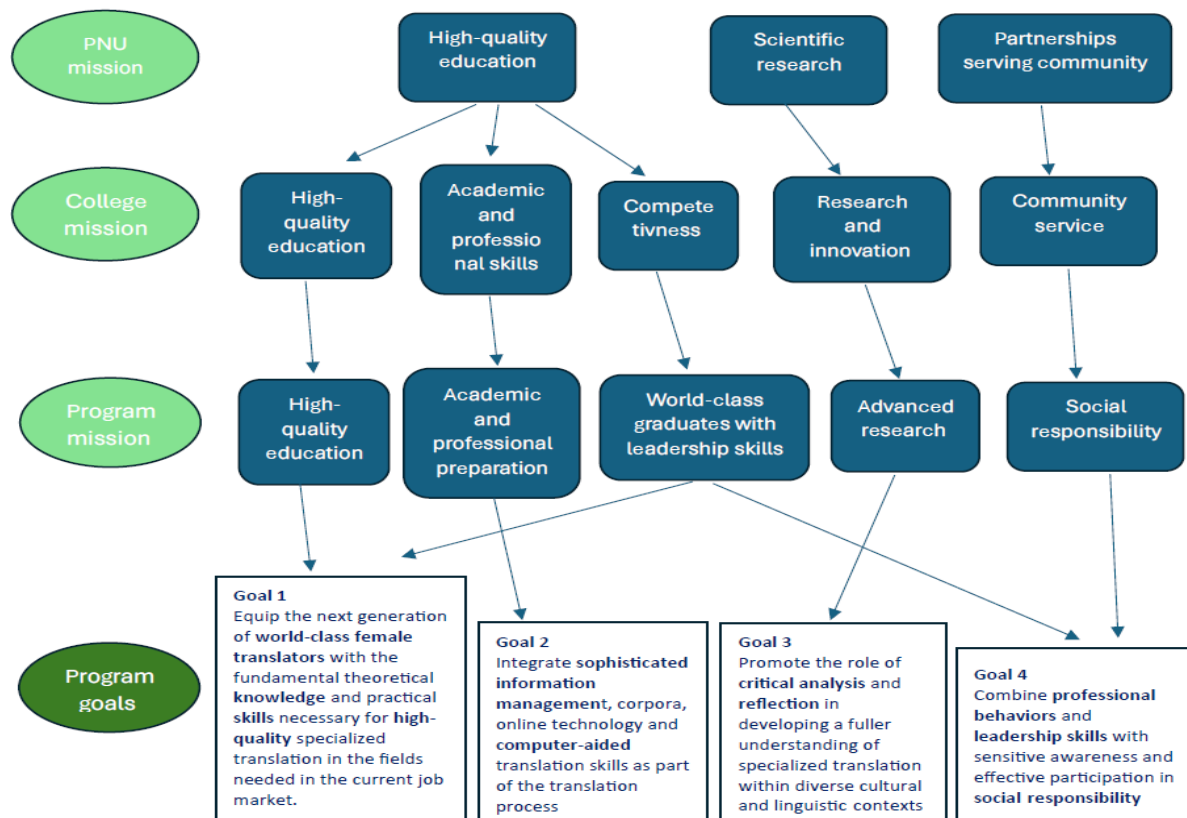 PNU
mission
High-quality
education
Scientific
research
Partnerships
serving community
College
mission
High-
quality
education
Academic
and
professio
nal skills
Compete
tivness
Research
and
innovation
Community
service
Program
mission
High-
quality
education
Academic
and
professional
preparation
World-class
graduates with
leadership skills
Advanced
research
Social
responsibility
Program
goals
Goal 1
Equip the next generation
of world-class female
translators with the
fundamental theoretical
knowledge and practical
skills necessary for high-
quality specialized
translation in the fields
needed in the current job
market.
Goal 2
Integrate sophisticated
information
management, corpora,
online technology and
computer-aided
translation skills as part
of the translation
process
Goal 3
Promote the role of
critical analysis and
reflection in
developing a fuller
understanding of
specialized translation
within diverse cultural
and linguistic contexts
Goal 4
Combine professional
behaviors and
leadership skills with
sensitive awareness and
effective participation in
social responsibility